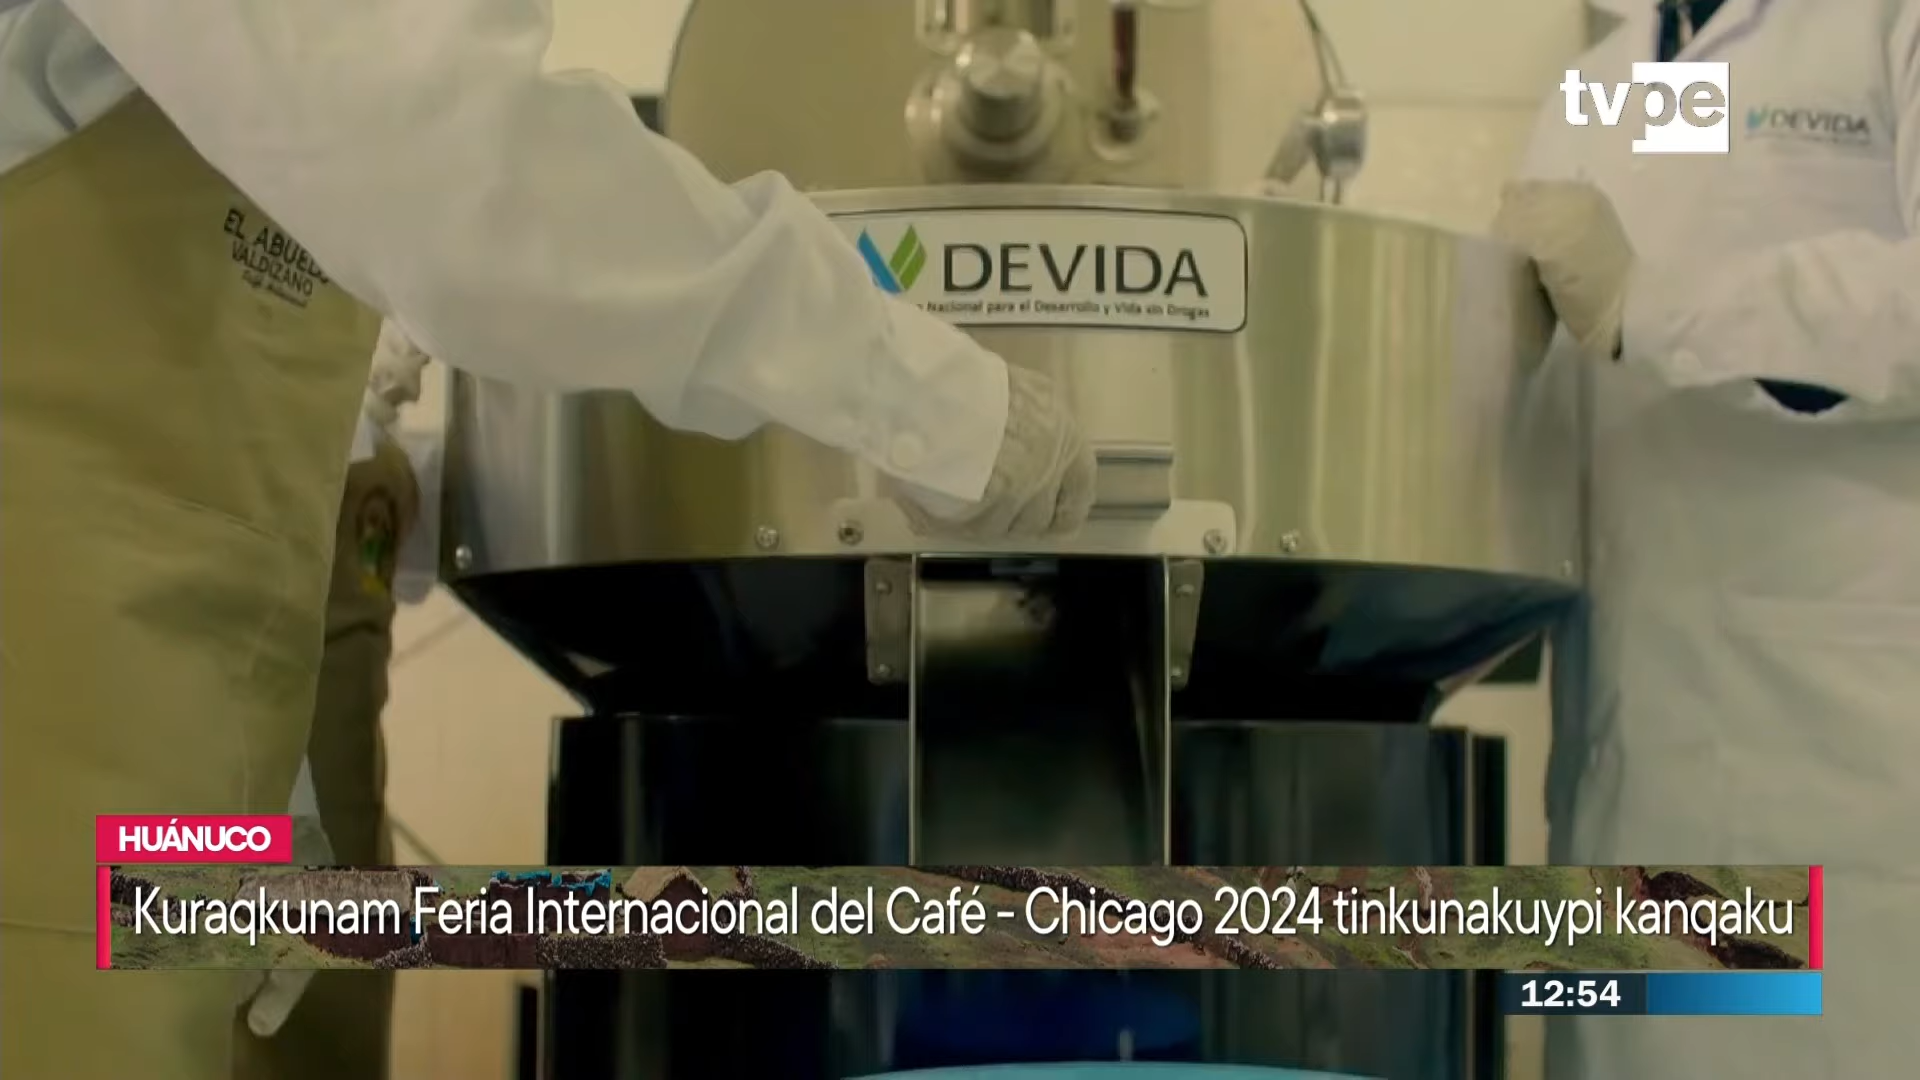 tvpe
DEVIDA
EL ABUELO
VALDIZANO
DEVIDA
Nacional para el Desarrollo y Vida sin Drogas
HUÁNUCO
Kuraqkunam Feria Internacional del Café - Chicago 2024 tinkunakuypi kanqaku
12:54